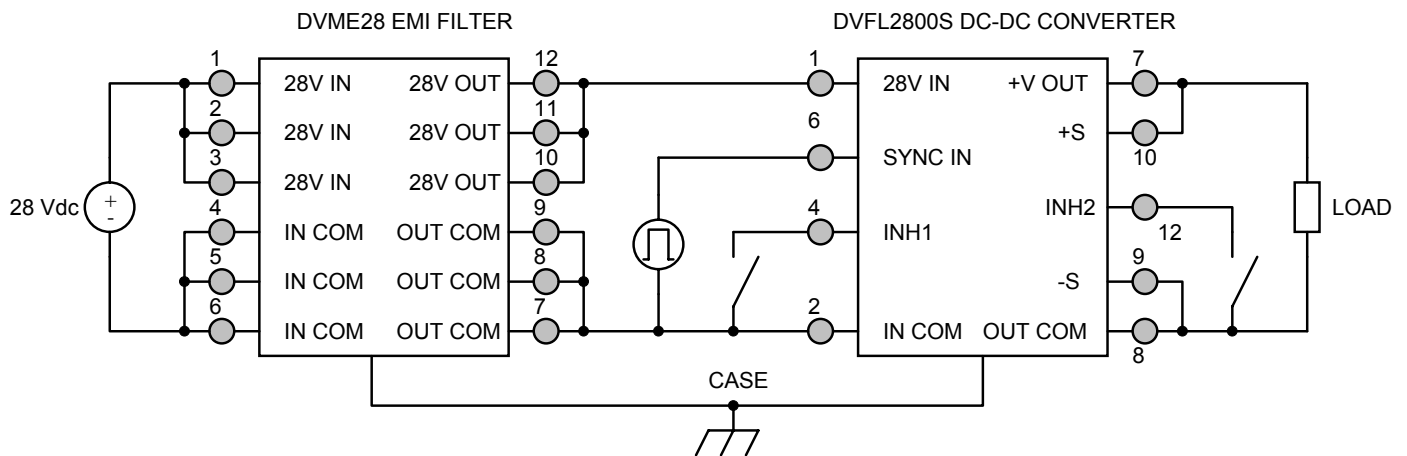 DVME28 EMI FILTER
DVFL2800S DC-DC CONVERTER
28 Vdc
+
-
1
2
3
4
5
6
28V IN
28V IN
28V IN
IN COM
IN COM
IN COM
28V OUT
28V OUT
28V OUT
OUT COM
OUT COM
OUT COM
12
11
10
9
8
7
1
6
4
2
28V IN
SYNC IN
INH1
IN COM
+V OUT
+S
INH2
-S
OUT COM
7
10
12
9
8
LOAD
CASE